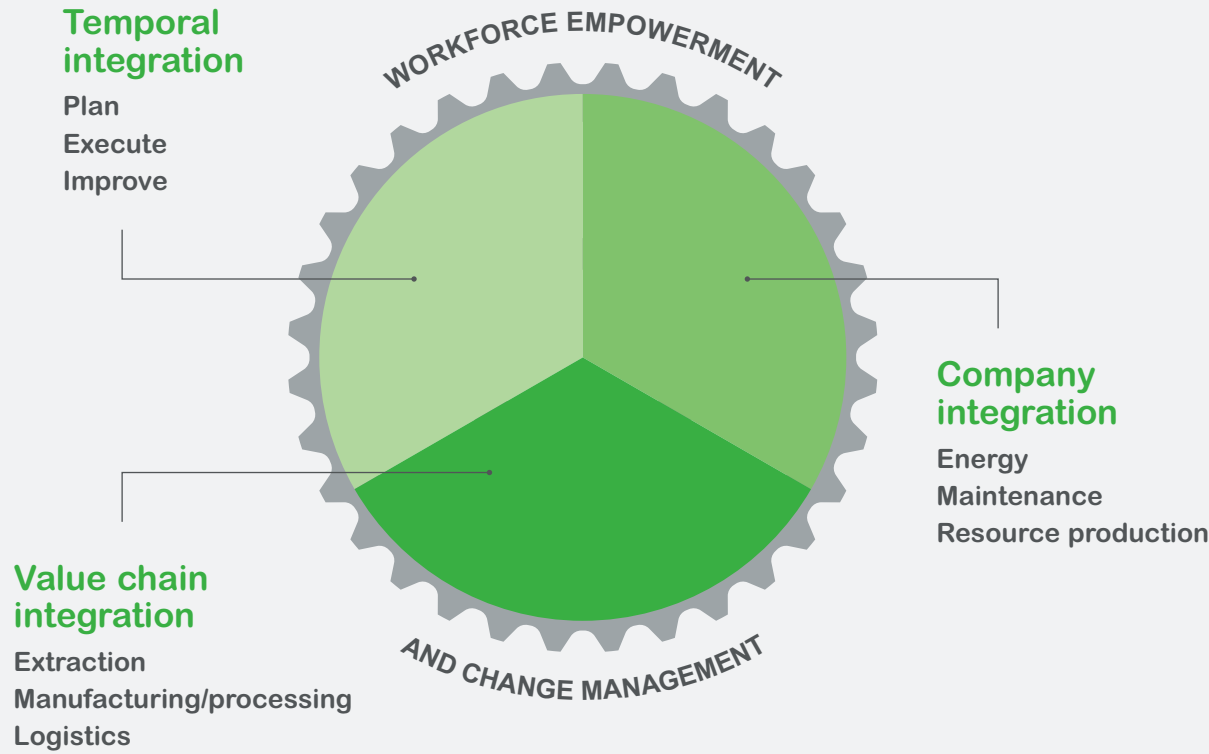 Temporal
integration
Plan
Execute
Improve
WORKFORCE EMPOWERMENT
Company
integration
Energy
Maintenance
Resource production
Value chain
integration
Extraction
Manufacturing/processing
Logistics
AND CHANGE MANAGEMENT